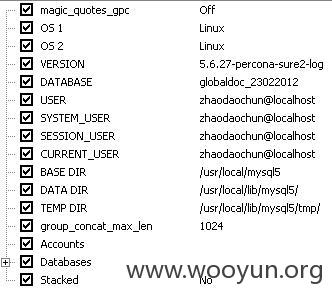 magic_quotes_gpc Off
OS 1 Linux
OS 2 Linux
VERSION 5.6.27-percona-sure2-log
DATABASE globaldoc_23022012
USER zhaodaochun@localhost
SYSTEM_USER zhaodaochun@localhost
SESSION_USER zhaodaochun@localhost
CURRENT_USER zhaodaochun@localhost
BASE DIR /usr/local/mysql5
DATA DIR /usr/local/lib/mysql5/
TEMP DIR /usr/local/lib/mysql5/tmp/
group_concat_max_len 1024
Accounts
Databases
Stacked No
www.wooyun.org